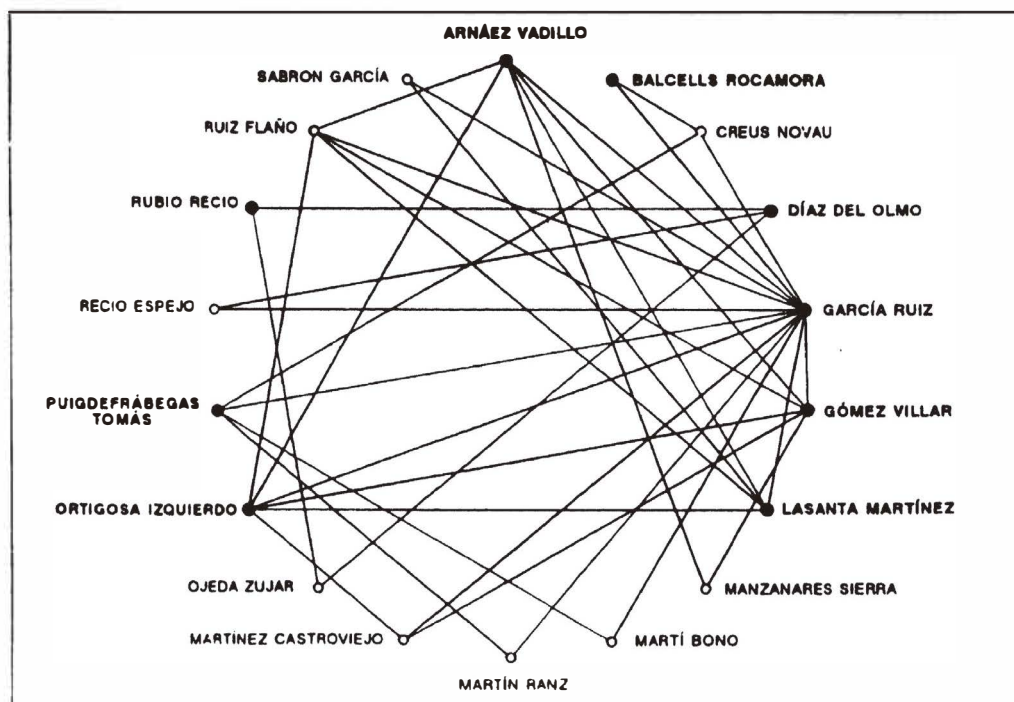 ARNÁEZ VADILLO
SABRON GARCÍA
BALCELLS ROCAMORA
RUIZ FLAÑO
CREUS NOVAU
RUBIO RECIO
DÍAZ DEL OLMO
RECIO ESPEJO
GARCÍA RUIZ
PUIGDEFRÁBEGAS
TOMÁS
GÓMEZ VILLAR
ORTIGOSA IZQUIERDO
LASANTA MARTÍNEZ
OJEDA ZUJAR
MANZANARES SIERRA
MARTÍNEZ CASTROVIEJO
MARTÍ BONO
MARTÍN RANZ